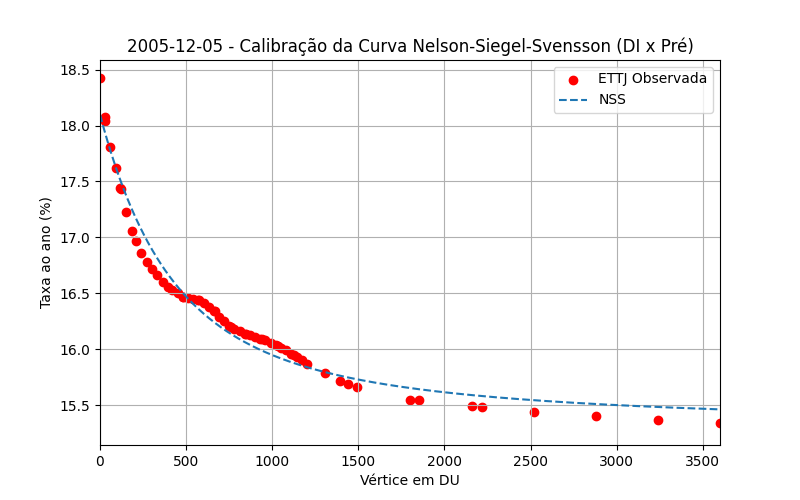 2005-12-05 - Calibração da Curva Nelson-Siegel-Svensson (DI x Pré)
ETTJ Observada
NSS
Taxa ao ano (%)
18.5
18.0
17.5
17.0
16.5
16.0
15.5
0 500 1000 1500 2000 2500 3000 3500
Vértice em DU